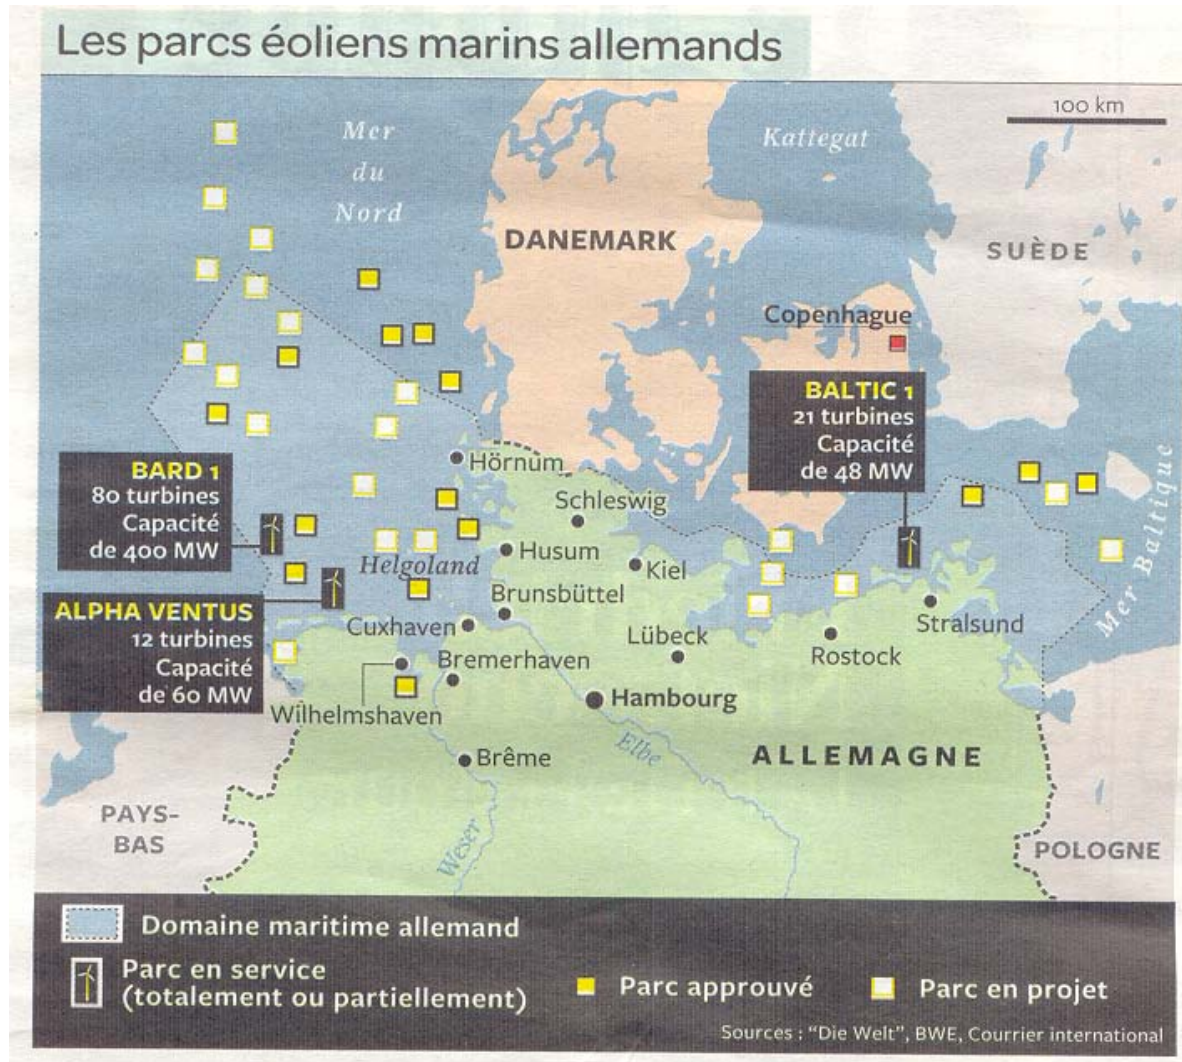 Les parcs éoliens marins allemands
100 km
Mer
du
Nord
Kattegat
DANEMARK
SUÈDE
Copenhague
BALTIC 1
21 turbines
Capacité
de 48 MW
BARD 1
80 turbines
Capacité
de 400 MW
Hörnum
Schleswig
Mer Baltique
Helgoland
Husum
Kiel
ALPHA VENTUS
12 turbines
Capacité
de 60 MW
Brunsbüttel
Cuxhaven
Lübeck
Stralsund
Rostock
Bremerhaven
Wilhelmshaven
Hambourg
Elbe
ALLEMAGNE
Brême
Weser
PAYS-
BAS
POLOGNE
Domaine maritime allemand
Parc en service
(totalement ou partiellement)
Parc approuvé
Parc en projet
Sources : "Die Welt", BWE, Courrier international